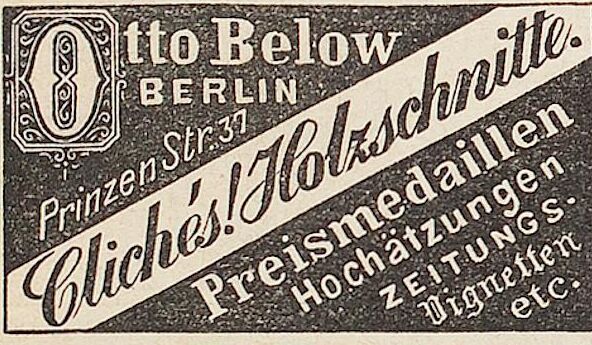 Otto Below
BERLIN
Prinzen Str. 37
Clichés! Holzschnitte.
Preismedaillen
Hochätzungen
ZEITUNGS-
Vignetten
etc.